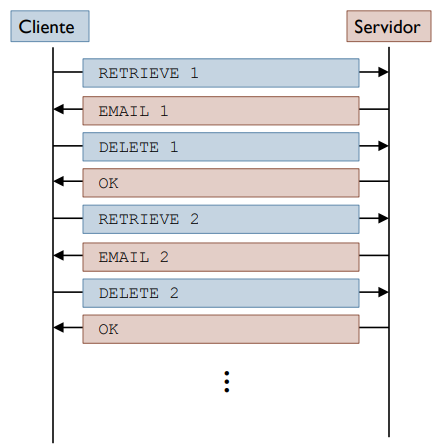 Cliente
Servidor
RETRIEVE 1
EMAIL 1
DELETE 1
OK
RETRIEVE 2
EMAIL 2
DELETE 2
OK